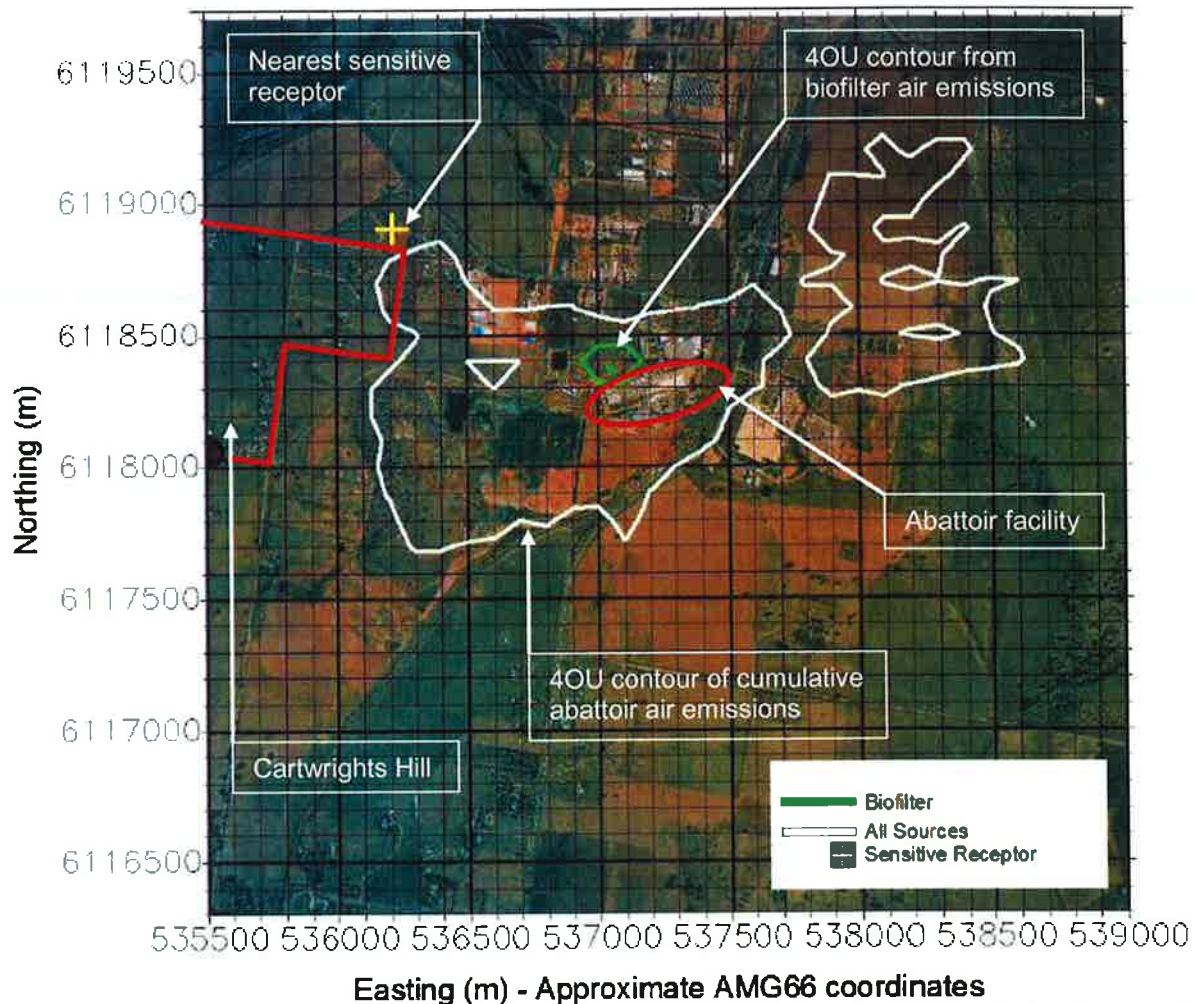 Nearest sensitive
receptor
4OU contour from
biofilter air emissions
6119500
6119000
6118500
6118000
6117500
6117000
6116500
Northing (m)
Abattoir facility
4OU contour of cumulative
abattoir air emissions
Cartwrights Hill
Biofilter
All Sources
Sensitive Receptor
535500 536000 536500 537000 537500 538000 538500 539000
Easting (m) - Approximate AMG66 coordinates